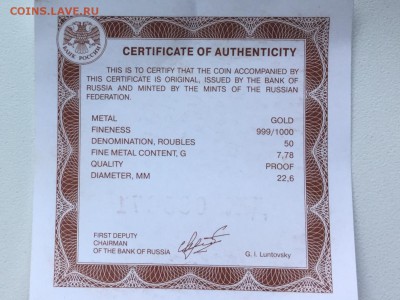 COINS.LAVE.RU
БАНК РОССИИ
CERTIFICATE OF AUTHENTICITY
THIS IS TO CERTIFY THAT THE COIN ACCOMPANIED BY
THIS CERTIFICATE IS ORIGINAL, ISSUED BY THE BANK OF
RUSSIA AND MINTED BY THE MINTS OF THE RUSSIAN
FEDERATION.
METAL GOLD
FINENESS 999/1000
DENOMINATION, ROUBLES 50
FINE METAL CONTENT, G 7,78
QUALITY PROOF
DIAMETER, MM 22.6
FIRST DEPUTY
CHAIRMAN
OF THE BANK OF RUSSIA G. I. Luntovsky